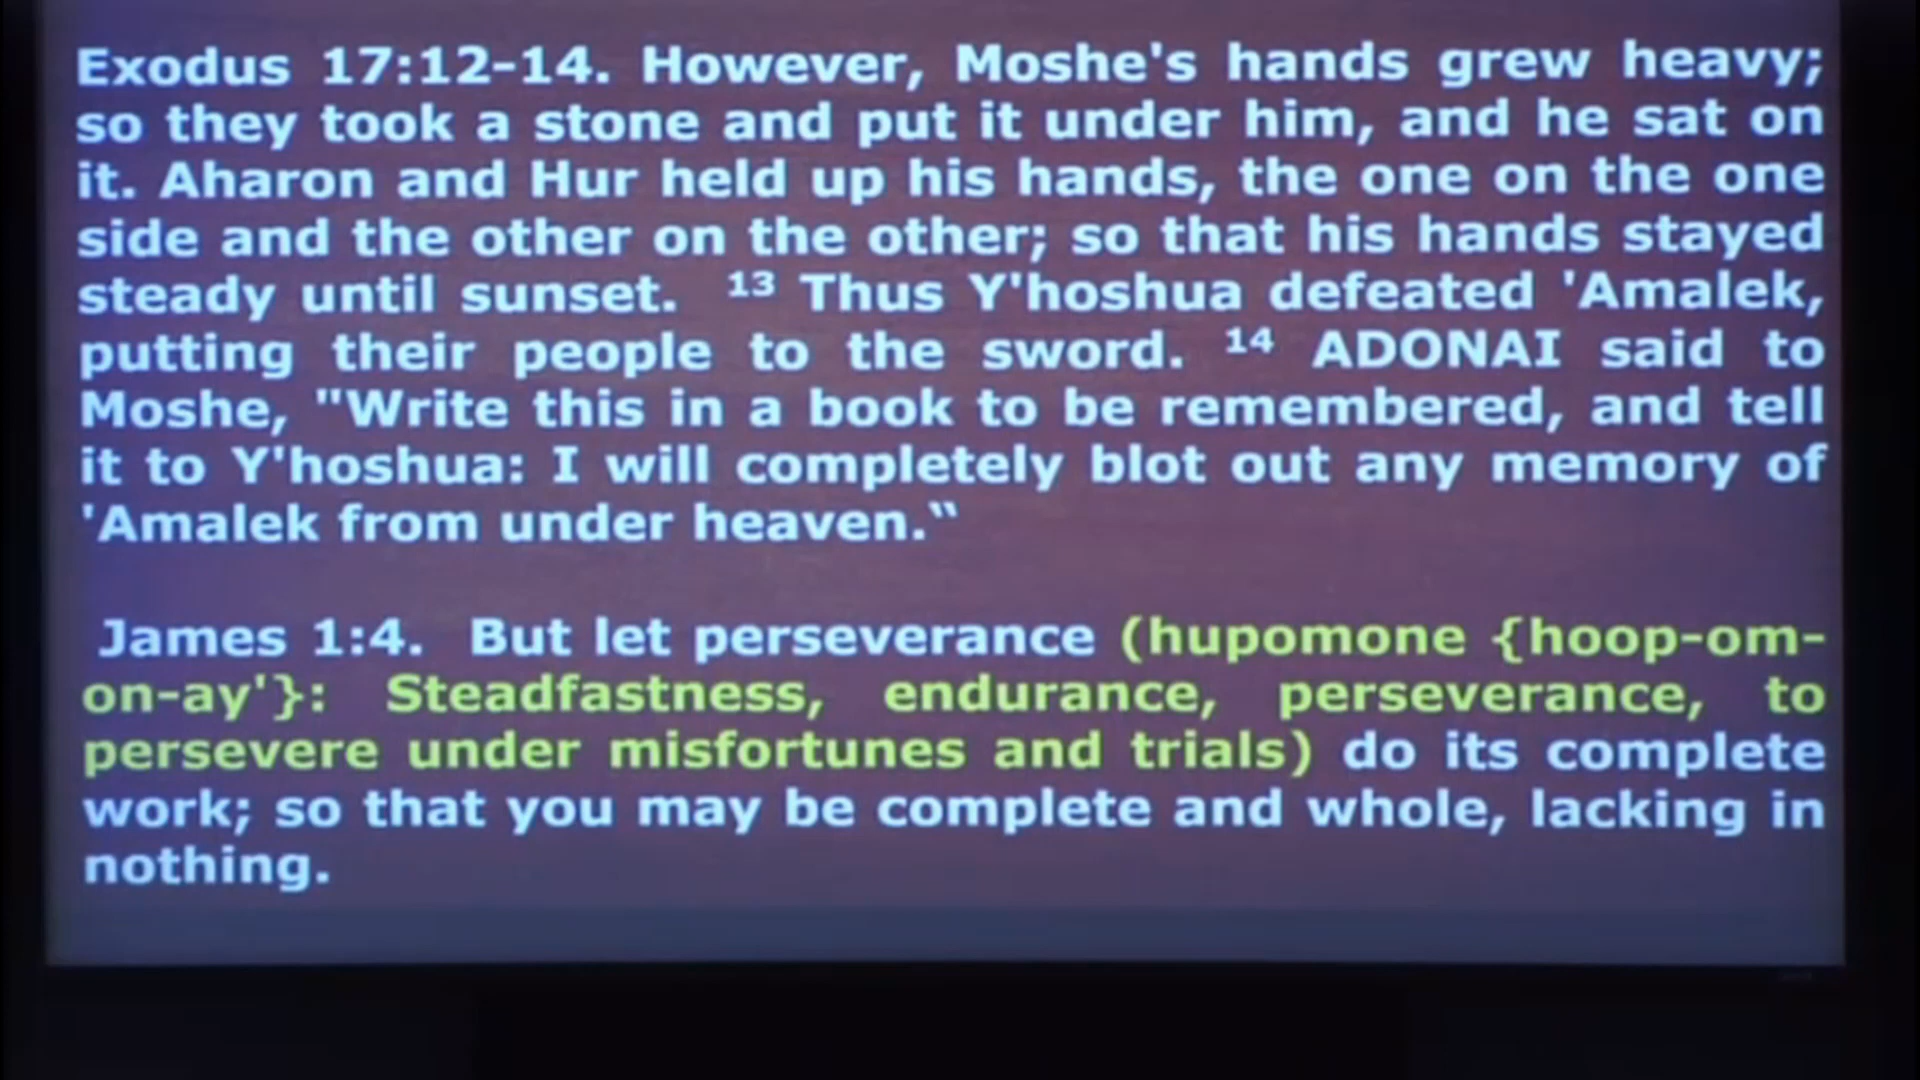 Exodus 17:12-14. However, Moshe's hands grew heavy;
so they took a stone and put it under him, and he sat on
it. Aharon and Hur held up his hands, the one on the one
side and the other on the other; so that his hands stayed
steady until sunset. 13 Thus Y'hoshua defeated 'Amalek,
putting their people to the sword. 14 ADONAI said to
Moshe, "Write this in a book to be remembered, and tell
it to Y'hoshua: I will completely blot out any memory of
'Amalek from under heaven.“
James 1:4. But let perseverance (hupomone {hoop-om-
on-ay'}: Steadfastness, endurance, perseverance, to
persevere under misfortunes and trials) do its complete
work; so that you may be complete and whole, lacking in
nothing.